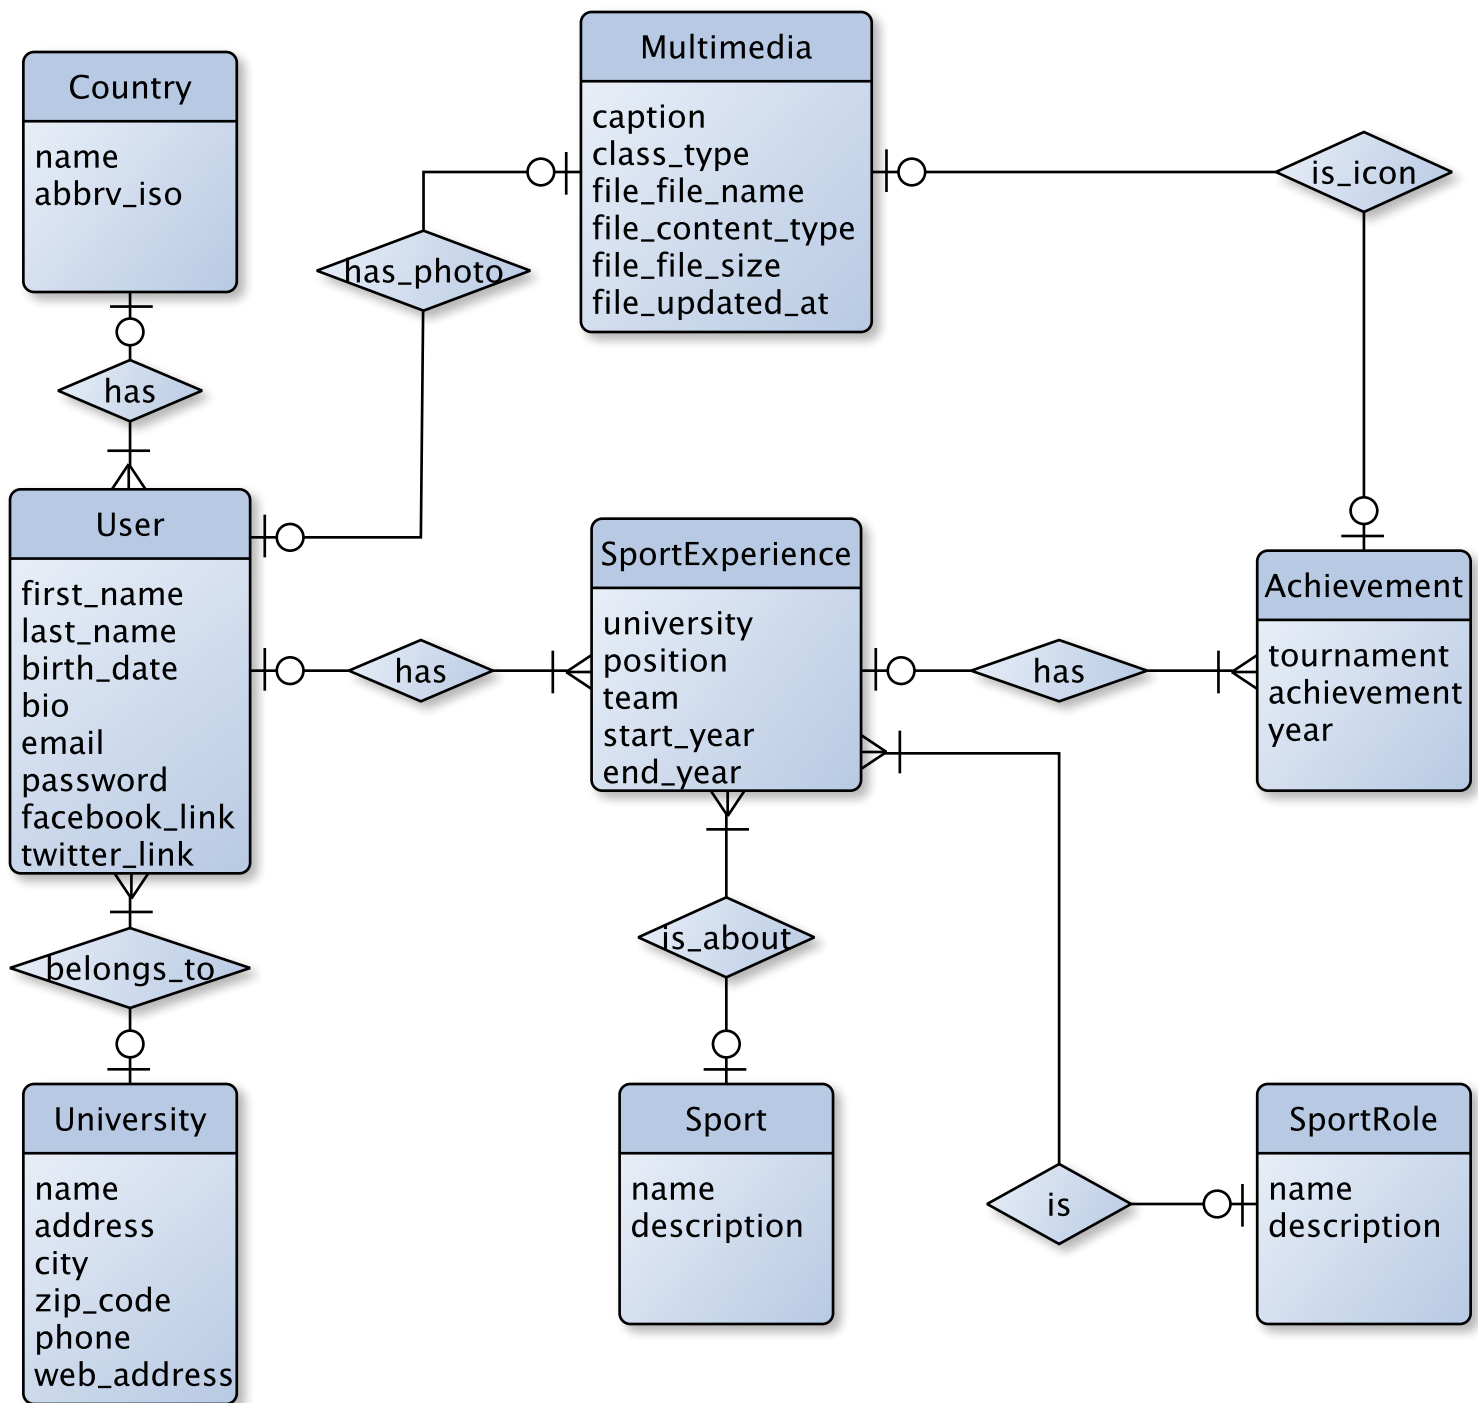 Country
name
abbrv_iso
Multimedia
caption
class_type
file_file_name
file_content_type
file_file_size
file_updated_at
is_icon
has_photo
has
User
first_name
last_name
birth_date
bio
email
password
facebook_link
twitter_link
has
SportExperience
university
position
team
start_year
end_year
has
Achievement
tournament
achievement
year
belongs_to
is_about
University
name
address
city
zip_code
phone
web_address
Sport
name
description
is
SportRole
name
description